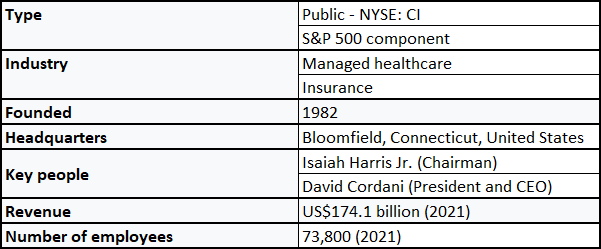 Type Public - NYSE: CI
S&P 500 component
Industry Managed healthcare
Insurance
Founded 1982
Headquarters Bloomfield, Connecticut, United States
Key people Isaiah Harris Jr. (Chairman)
David Cordani (President and CEO)
Revenue US$174.1 billion (2021)
Number of employees 73,800 (2021)